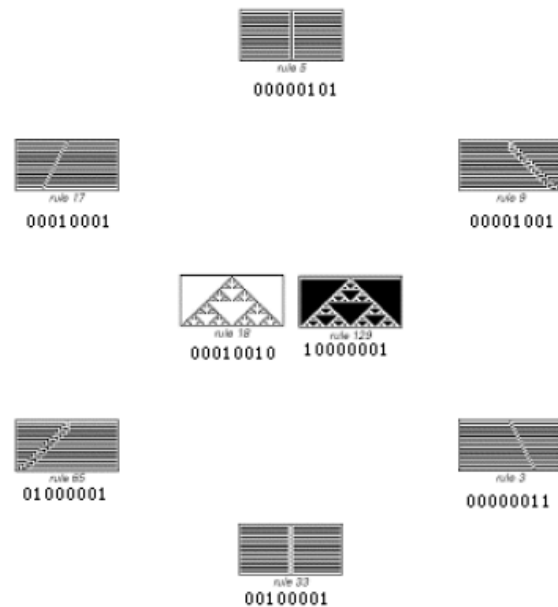 rule 5
00000101
rule 17
00010001
rule 9
00001001
rule 18
00010010
rule 129
10000001
rule 65
01000001
rule 3
00000011
rule 33
00100001